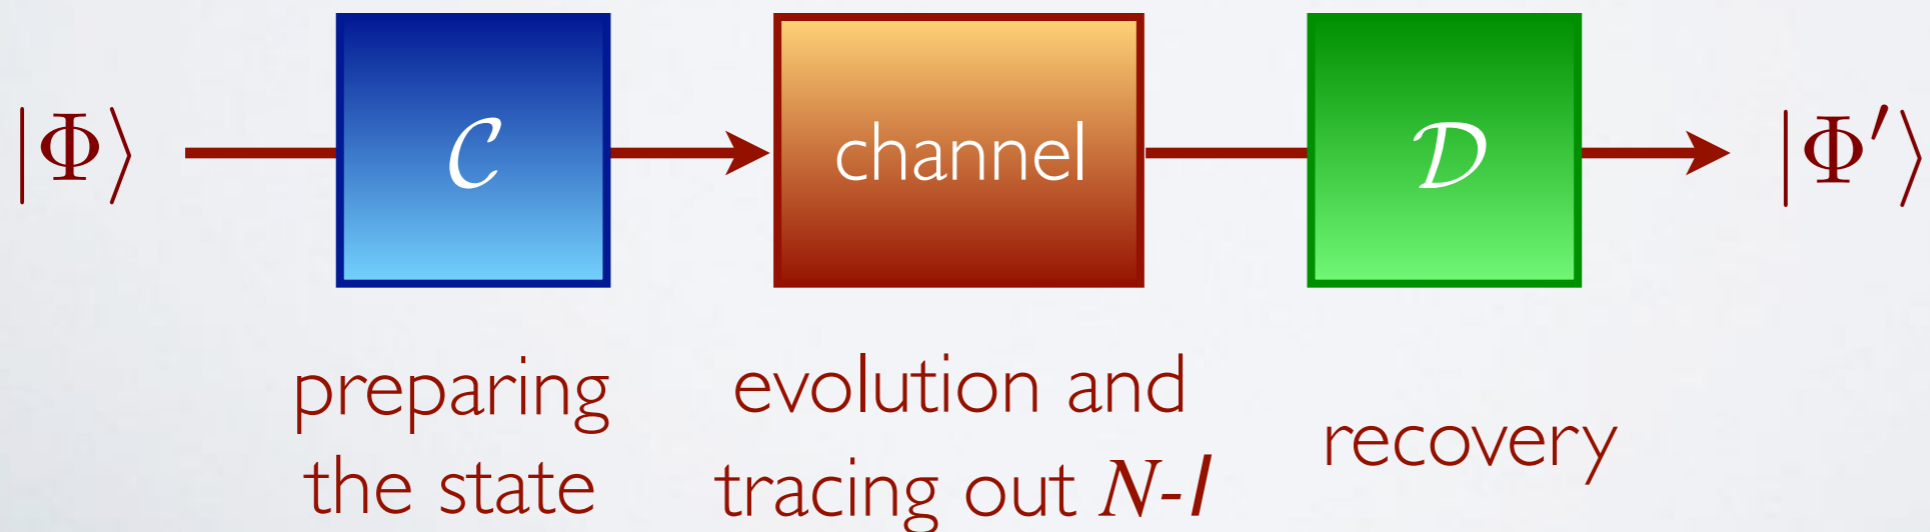 |Φ⟩ 𝒞 channel 𝒟 |Φ′⟩
preparing
the state
evolution and
tracing out N-1
recovery